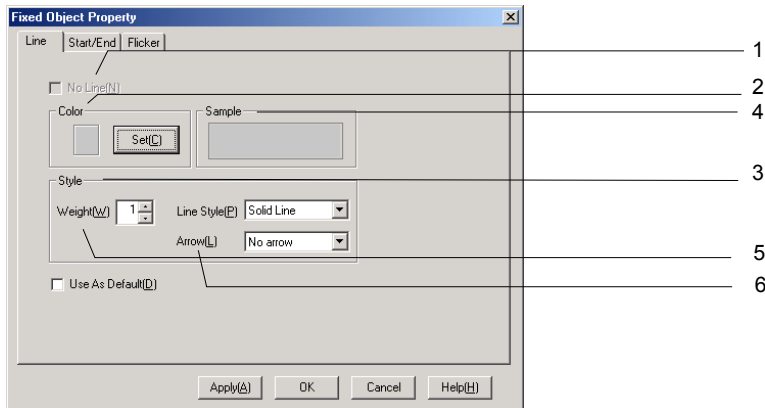 Fixed Object Property
Line Start/End Flicker
1
No Line(N)
2
Color Sample
4
Set(C)
3
Style
Weight(W) 1 Line Style(P) Solid Line
Arrow(L) No arrow
5
Use As Default(D)
6
Apply(A) OK Cancel Help(H)